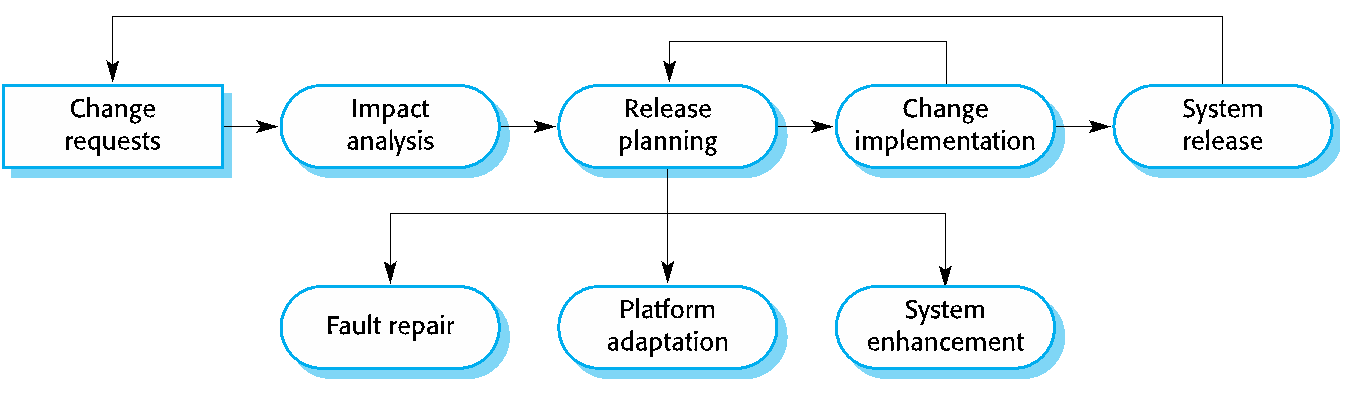 Change
requests
Impact
analysis
Release
planning
Change
implementation
System
release
Fault repair
Platform
adaptation
System
enhancement